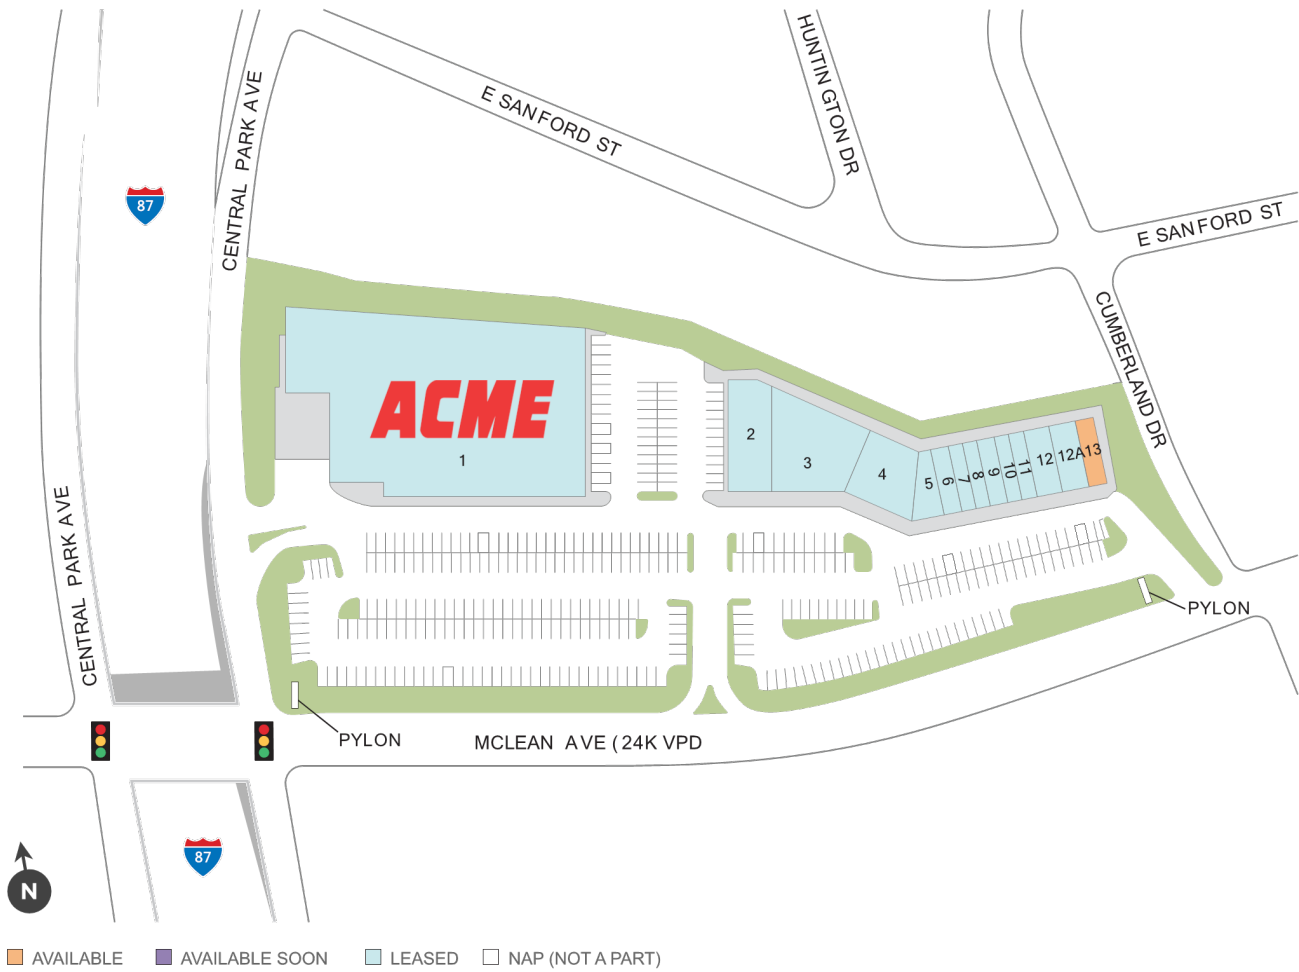 HUNTINGTON DR
E SANFORD ST
CENTRAL PARK AVE
87
E SANFORD ST
CUMBERLAND DR
ACME
1
2
3
4
5
6
7
8
9
10
11
12
12A
13
CENTRAL PARK AVE
PYLON
PYLON
MCLEAN AVE (24K VPD
87
N
AVAILABLE
AVAILABLE SOON
LEASED
NAP (NOT A PART)